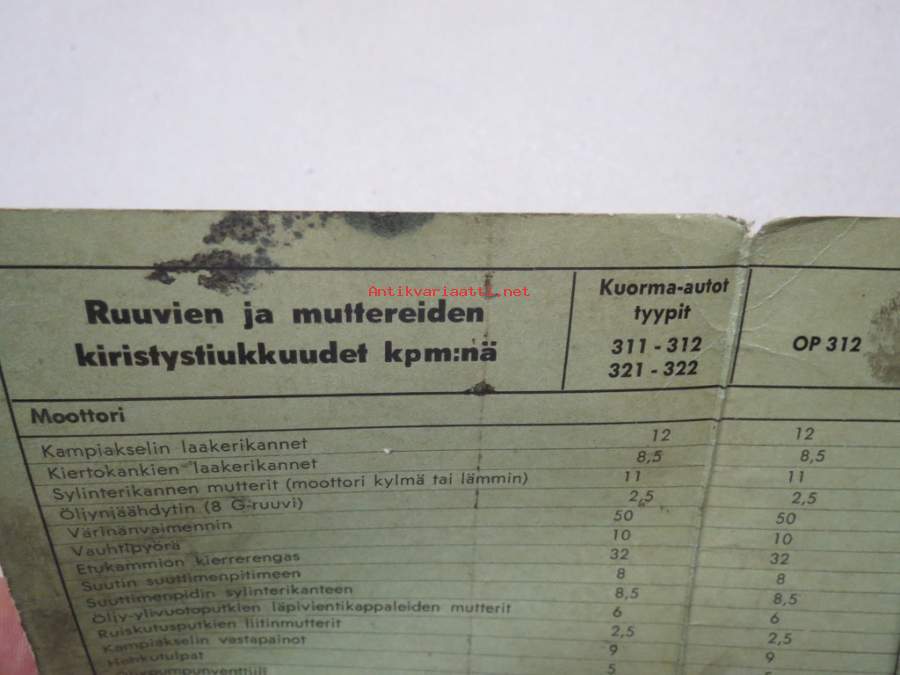 Antikvariaatti.net
Ruuvien ja muttereiden
kiristystiukkuudet kpm:nä
Kuorma-autot
tyypit
311 - 312
321 - 322
OP 312
Moottori
Kampiakselin laakerikannet 12 12
Kiertokankien laakerikannet 8,5 8,5
Sylinterikannen mutterit (moottori kylmä tai lämmin) 11 11
Öljynjäähdytin (8 G-ruuvi) 2,5 2,5
Värinänvaimennin 50 50
Vauhtipyörä 10 10
Etukammion kierrerengas 32 32
Suutin suuttimenpitimeen 8 8
Suuttimenpidin sylinterikanteen 8,5 8,5
Öljy-ylivuotoputkien läpivientikappaleiden mutterit 6 6
Ruiskutusputkien liitinmutterit 2,5 2,5
Kampiakselin vastapainot 9 9
Hehkutulpat 5